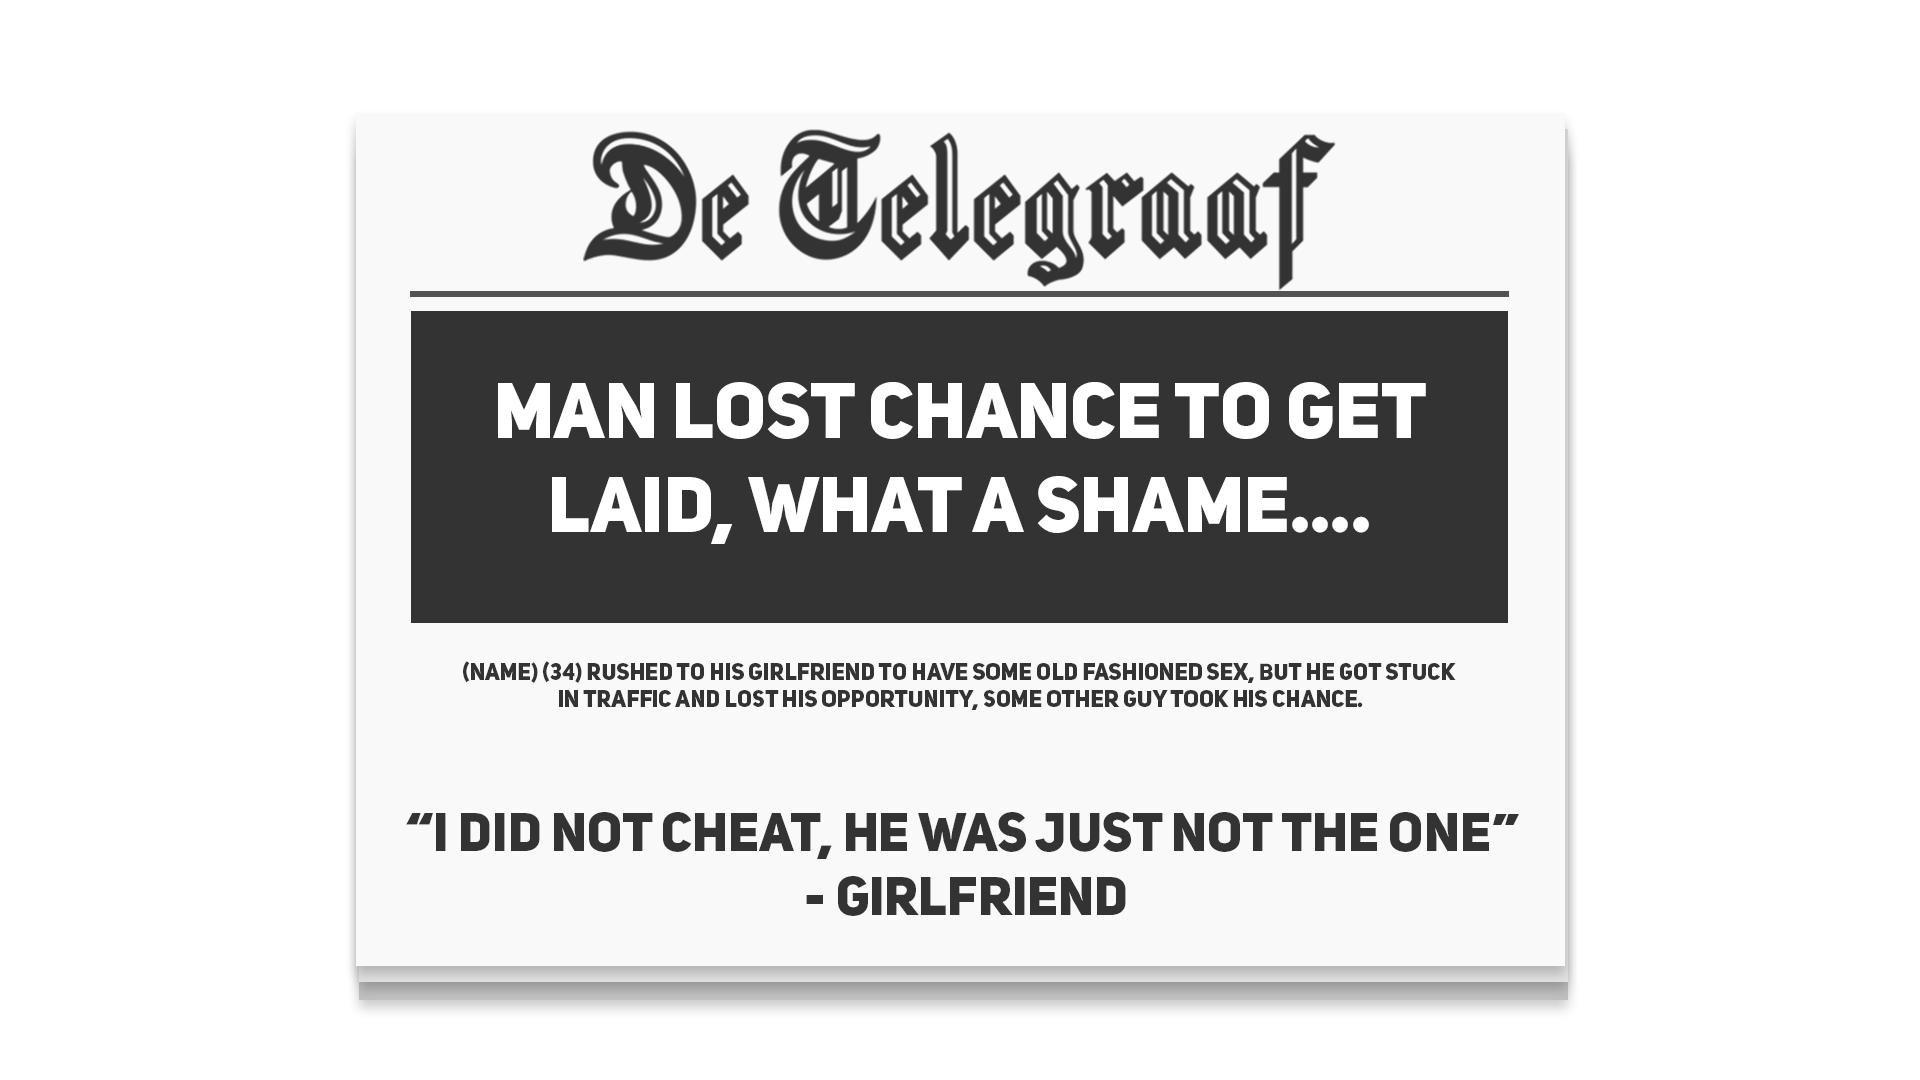 De Telegraaf
MAN LOST CHANCE TO GET
LAID, WHAT A SHAME....
(NAME) (34) RUSHED TO HIS GIRLFRIEND TO HAVE SOME OLD FASHIONED SEX, BUT HE GOT STUCK
IN TRAFFIC AND LOST HIS OPPORTUNITY, SOME OTHER GUY TOOK HIS CHANCE.
“I DID NOT CHEAT, HE WAS JUST NOT THE ONE”
- GIRLFRIEND